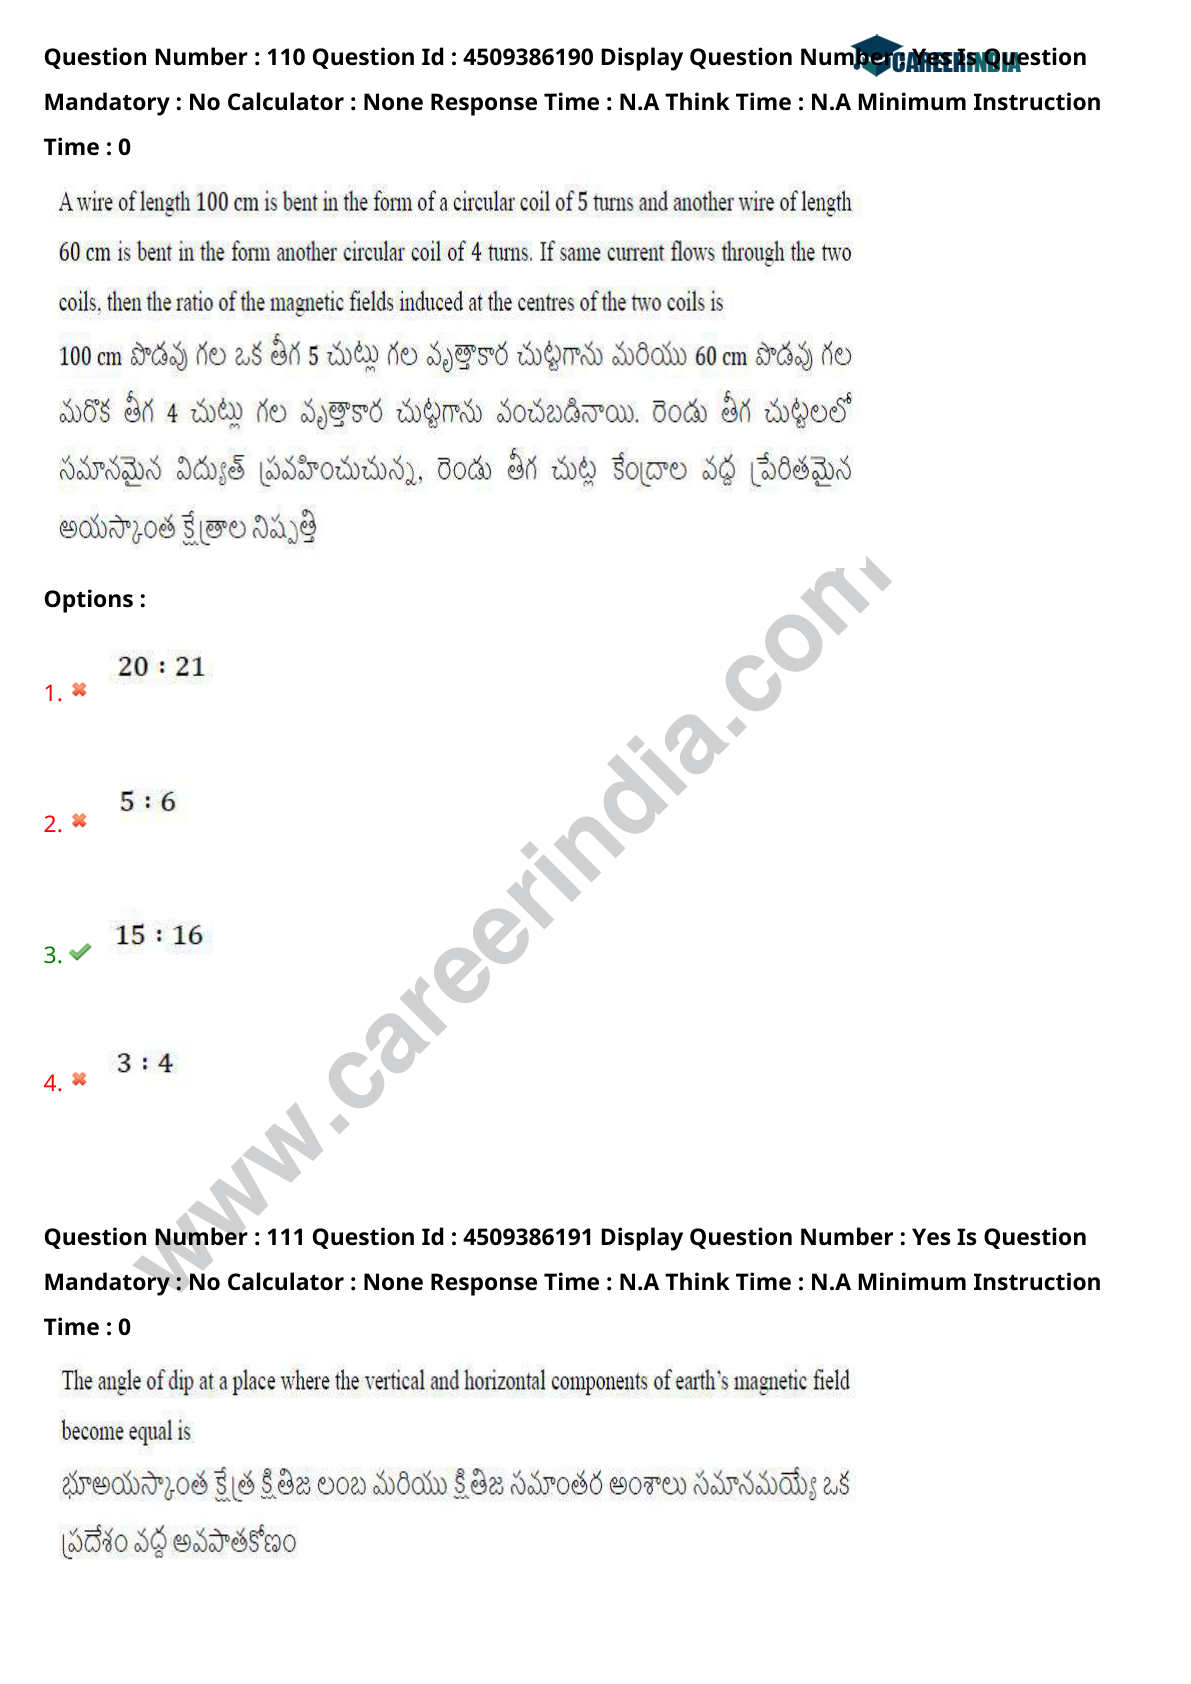 Question Number : 110 Question Id : 4509386190 Display Question Number : Yes Is Question
CAREERINDIA
Mandatory : No Calculator : None Response Time : N.A Think Time : N.A Minimum Instruction
Time : 0
A wire of length 100 cm is bent in the form of a circular coil of 5 turns and another wire of length
60 cm is bent in the form another circular coil of 4 turns. If same current flows through the two
coils, then the ratio of the magnetic fields induced at the centres of the two coils is
100 cm పొడవు గల ఒక తీగ 5 చుట్లు గల వృత్తాకార చుట్టగాను మరియు 60 cm పొడవు గల
మరొక తీగ 4 చుట్లు గల వృత్తాకార చుట్టగాను వంచబడినాయి. రెండు తీగ చుట్టలలో
సమానమైన విద్యుత్ ప్రవహించుచున్న, రెండు తీగ చుట్ల కేంద్రాల వద్ద ప్రేరితమైన
అయస్కాంత క్షేత్రాల నిష్పత్తి
Options :
1. 20 : 21
2. 5 : 6
3. 15 : 16
4. 3 : 4
www.careerindia.com
Question Number : 111 Question Id : 4509386191 Display Question Number : Yes Is Question
Mandatory : No Calculator : None Response Time : N.A Think Time : N.A Minimum Instruction
Time : 0
The angle of dip at a place where the vertical and horizontal components of earth's magnetic field
become equal is
భూఅయస్కాంత క్షేత్ర క్షితిజ లంబ మరియు క్షితిజ సమాంతర అంశాలు సమానమయ్యే ఒక
ప్రదేశం వద్ద అవపాతకోణం